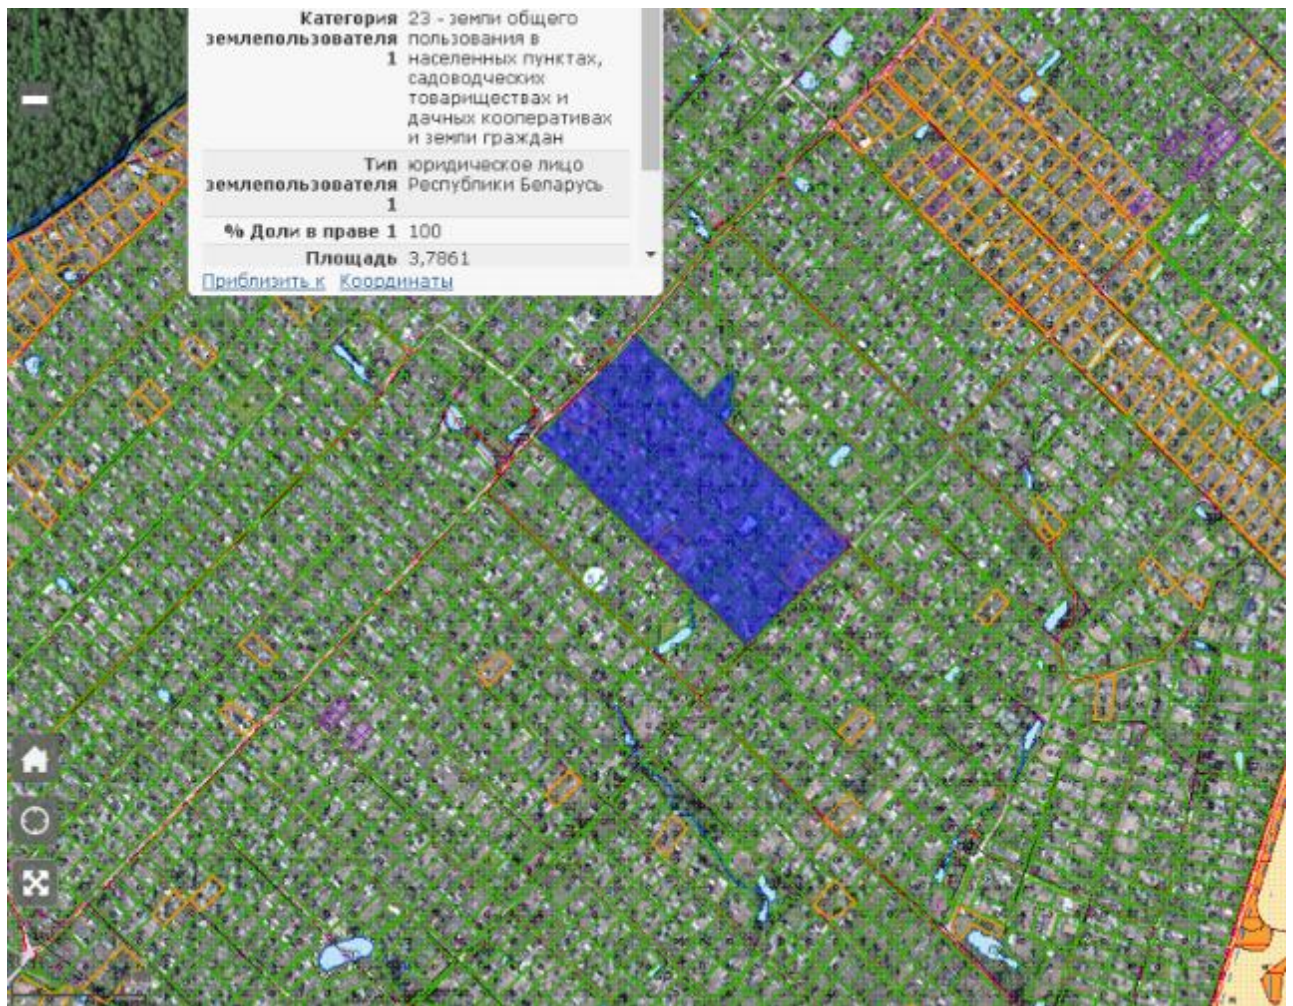 Категория 23 - земли общего
землепользователя пользования в
1 населенных пунктах,
садоводческих
товариществах и
дачных кооперативах
и земли граждан
Тип юридическое лицо
землепользователя Республики Беларусь
1
% Доли в праве 1 100
Площадь 3,7861
Приблизить к Координаты